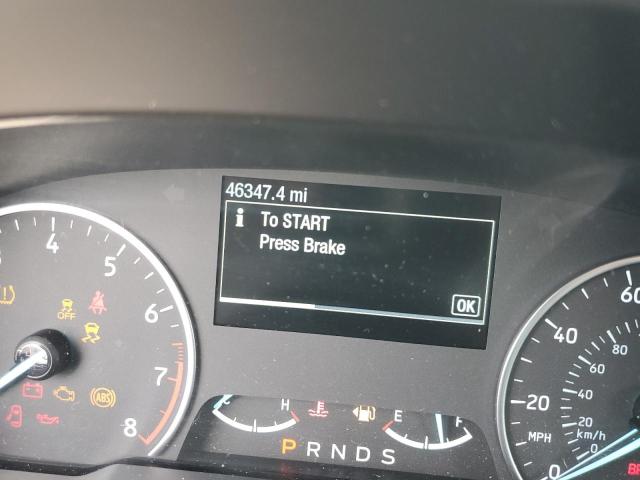 46347.4 mi
i To START
Press Brake
OK
4
5
6
7
8
OFF
ABS
C H
E F
P R N D S
60
40
20
0
MPH
80
60
40
20
0
km/h